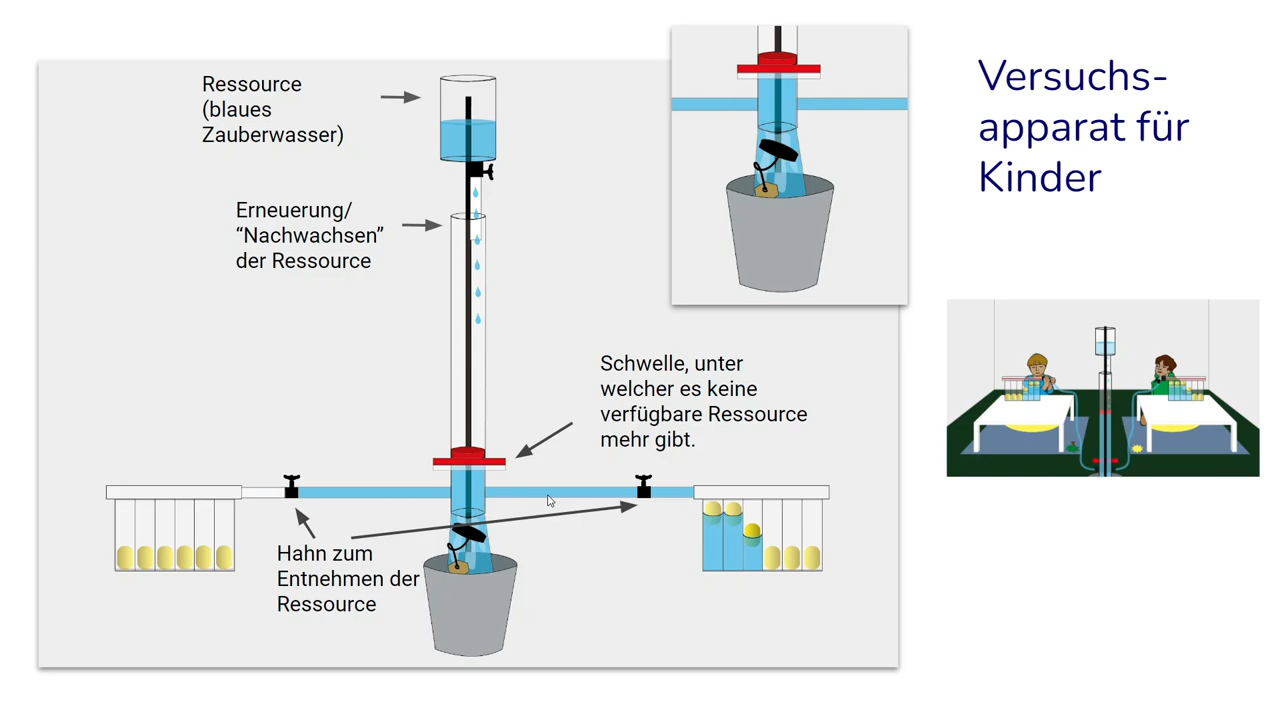 Versuchs-
apparat für
Kinder
Ressource
(blaues
Zauberwasser)
Erneuerung/
“Nachwachsen”
der Ressource
Schwelle, unter
welcher es keine
verfügbare Ressource
mehr gibt.
Hahn zum
Entnehmen der
Ressource